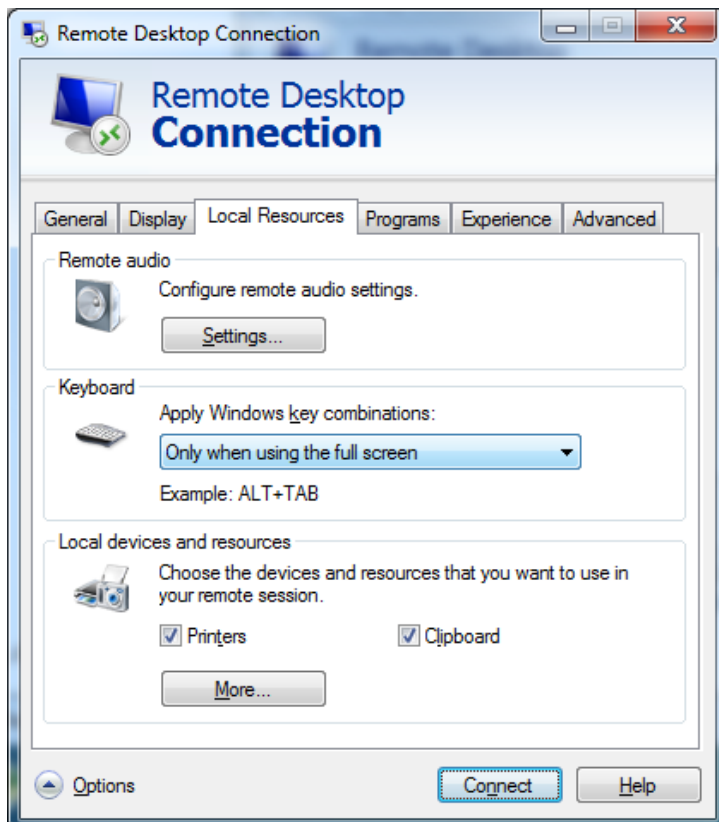 Remote Desktop Connection
Remote Desktop
Connection
General Display Local Resources Programs Experience Advanced
Remote audio
Configure remote audio settings.
Settings...
Keyboard
Apply Windows key combinations:
Only when using the full screen
Example: ALT+TAB
Local devices and resources
Choose the devices and resources that you want to use in
your remote session.
Printers Clipboard
More...
Options Connect Help